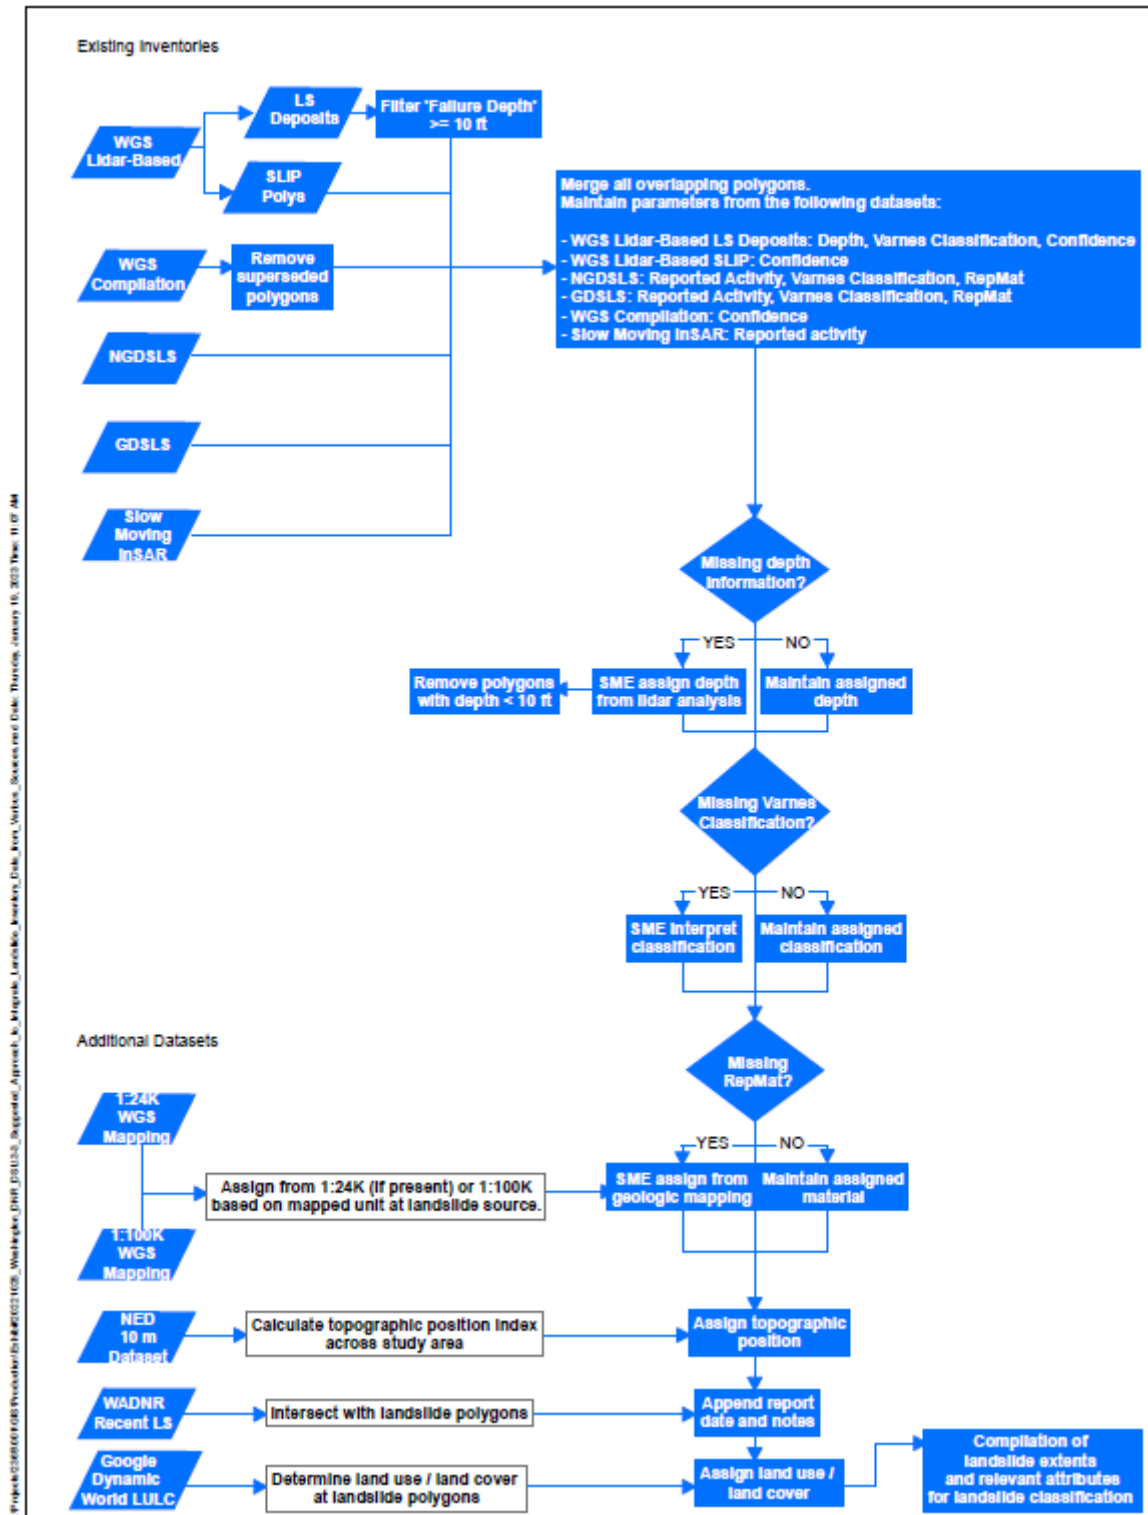 Existing Inventories
LS
Deposits
Filter 'Failure Depth'
>= 10 ft
WGS
Lidar-Based
SLIP
Polys
Merge all overlapping polygons.
Maintain parameters from the following datasets:
- WGS Lidar-Based LS Deposits: Depth, Varnes Classification, Confidence
- WGS Lidar-Based SLIP: Confidence
- NGDSLS: Reported Activity, Varnes Classification, RepMat
- GDSLS: Reported Activity, Varnes Classification, RepMat
- WGS Compilation: Confidence
- Slow Moving InSAR: Reported activity
WGS
Compilation
Remove
superseded
polygons
NGDSLS
GDSLS
Slow
Moving
InSAR
Missing depth
Information?
YES
NO
Remove polygons
with depth < 10 ft
SME assign depth
from lidar analysis
Maintain assigned
depth
Missing Varnes
Classification?
YES
NO
SME interpret
classification
Maintain assigned
classification
Additional Datasets
Missing
RepMat?
1:24K
WGS
Mapping
YES
NO
Assign from 1:24K (if present) or 1:100K
based on mapped unit at landslide source.
SME assign from
geologic mapping
Maintain assigned
material
1:100K
WGS
Mapping
NED
10 m
Dataset
Calculate topographic position index
across study area
Assign topographic
position
WADNR
Recent LS
Intersect with landslide polygons
Append report
date and notes
Google
Dynamic
World LULC
Determine land use / land cover
at landslide polygons
Assign land use /
land cover
Compilation of
landslide extents
and relevant attributes
for landslide classification